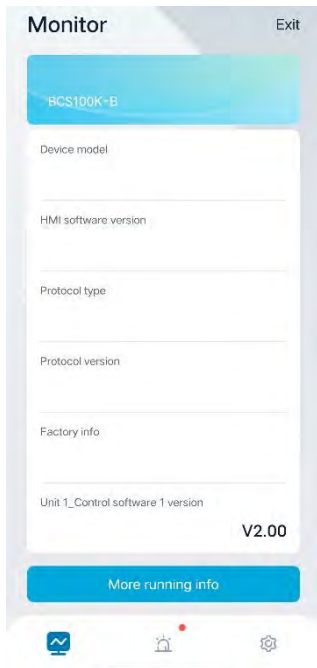 Monitor
Exit
BCS100K-B
Device model
HMI software version
Protocol type
Protocol version
Factory info
Unit 1_Control software 1 version
V2.00
More running info